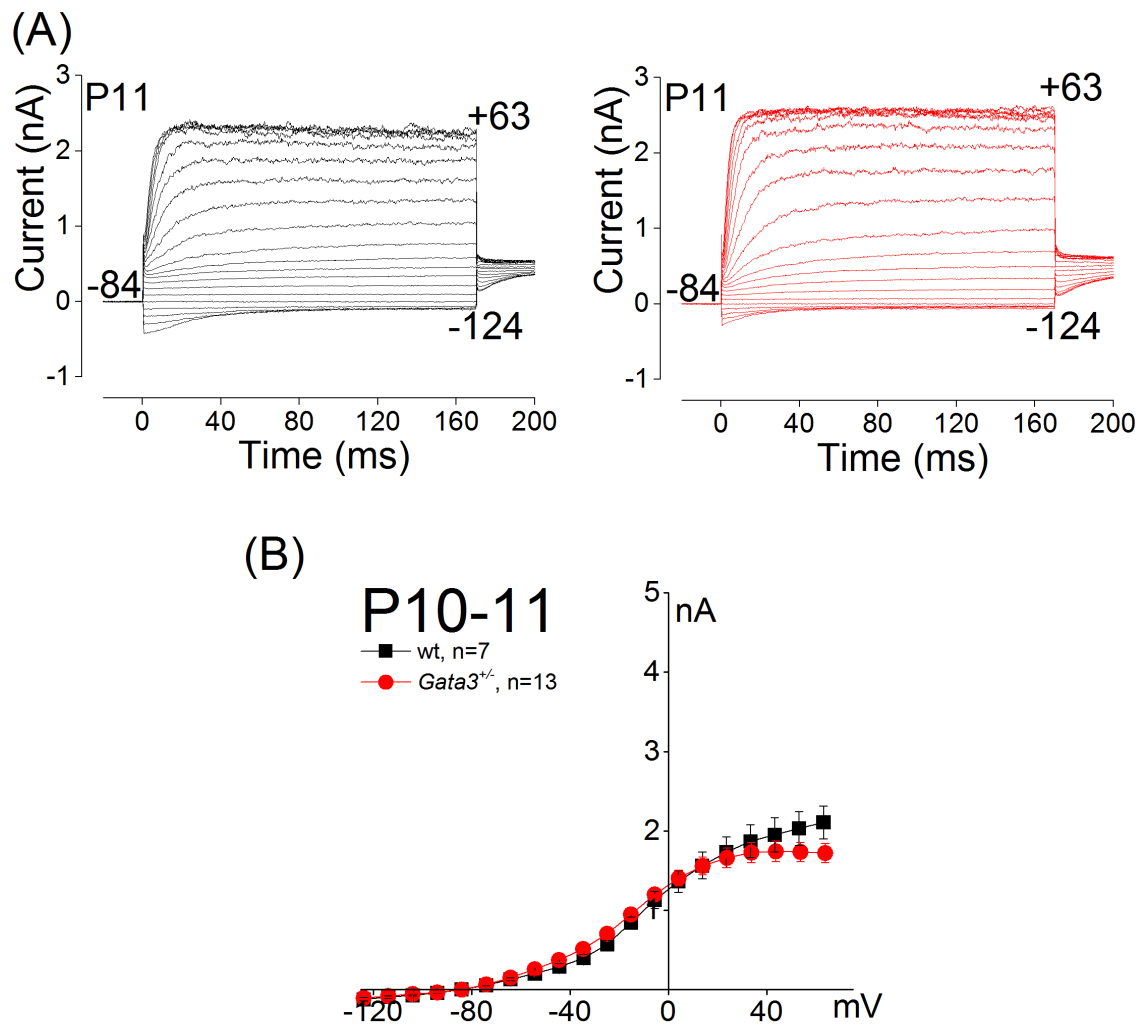 (A)
3
2
1
0
-1
Current (nA)
P11
+63
-84
-124
0 40 80 120 160 200
Time (ms)
3
2
1
0
-1
Current (nA)
P11
+63
-84
-124
0 40 80 120 160 200
Time (ms)
(B)
P10-11
wt, n=7
Gata3+/-, n=13
5
nA
4
3
2
1
-120 -80 -40 0 40 mV